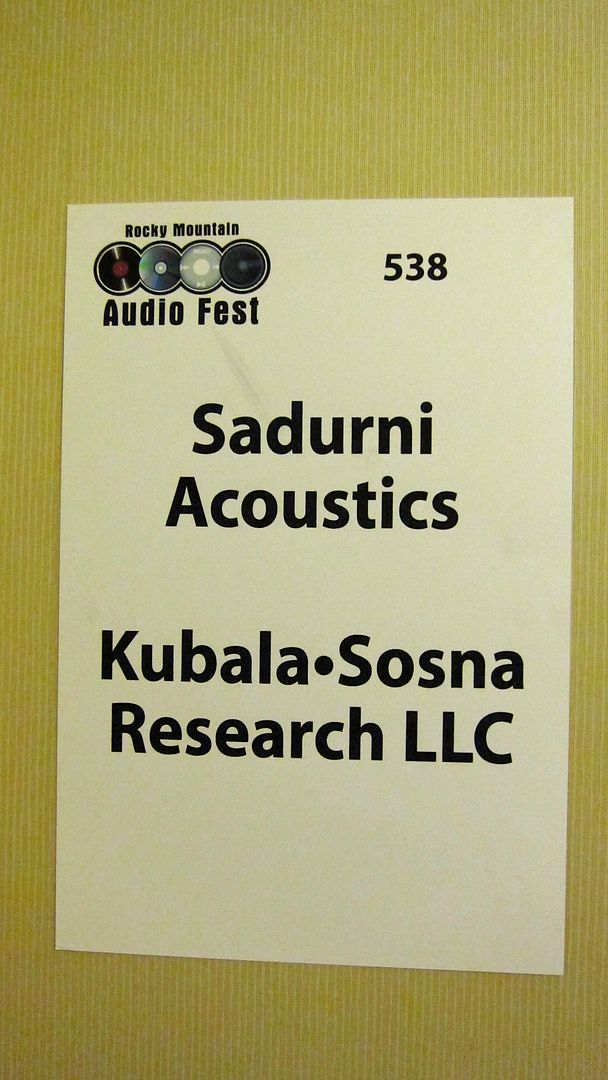 Rocky Mountain
Audio Fest
538
Sadurni
Acoustics
Kubala•Sosna
Research LLC